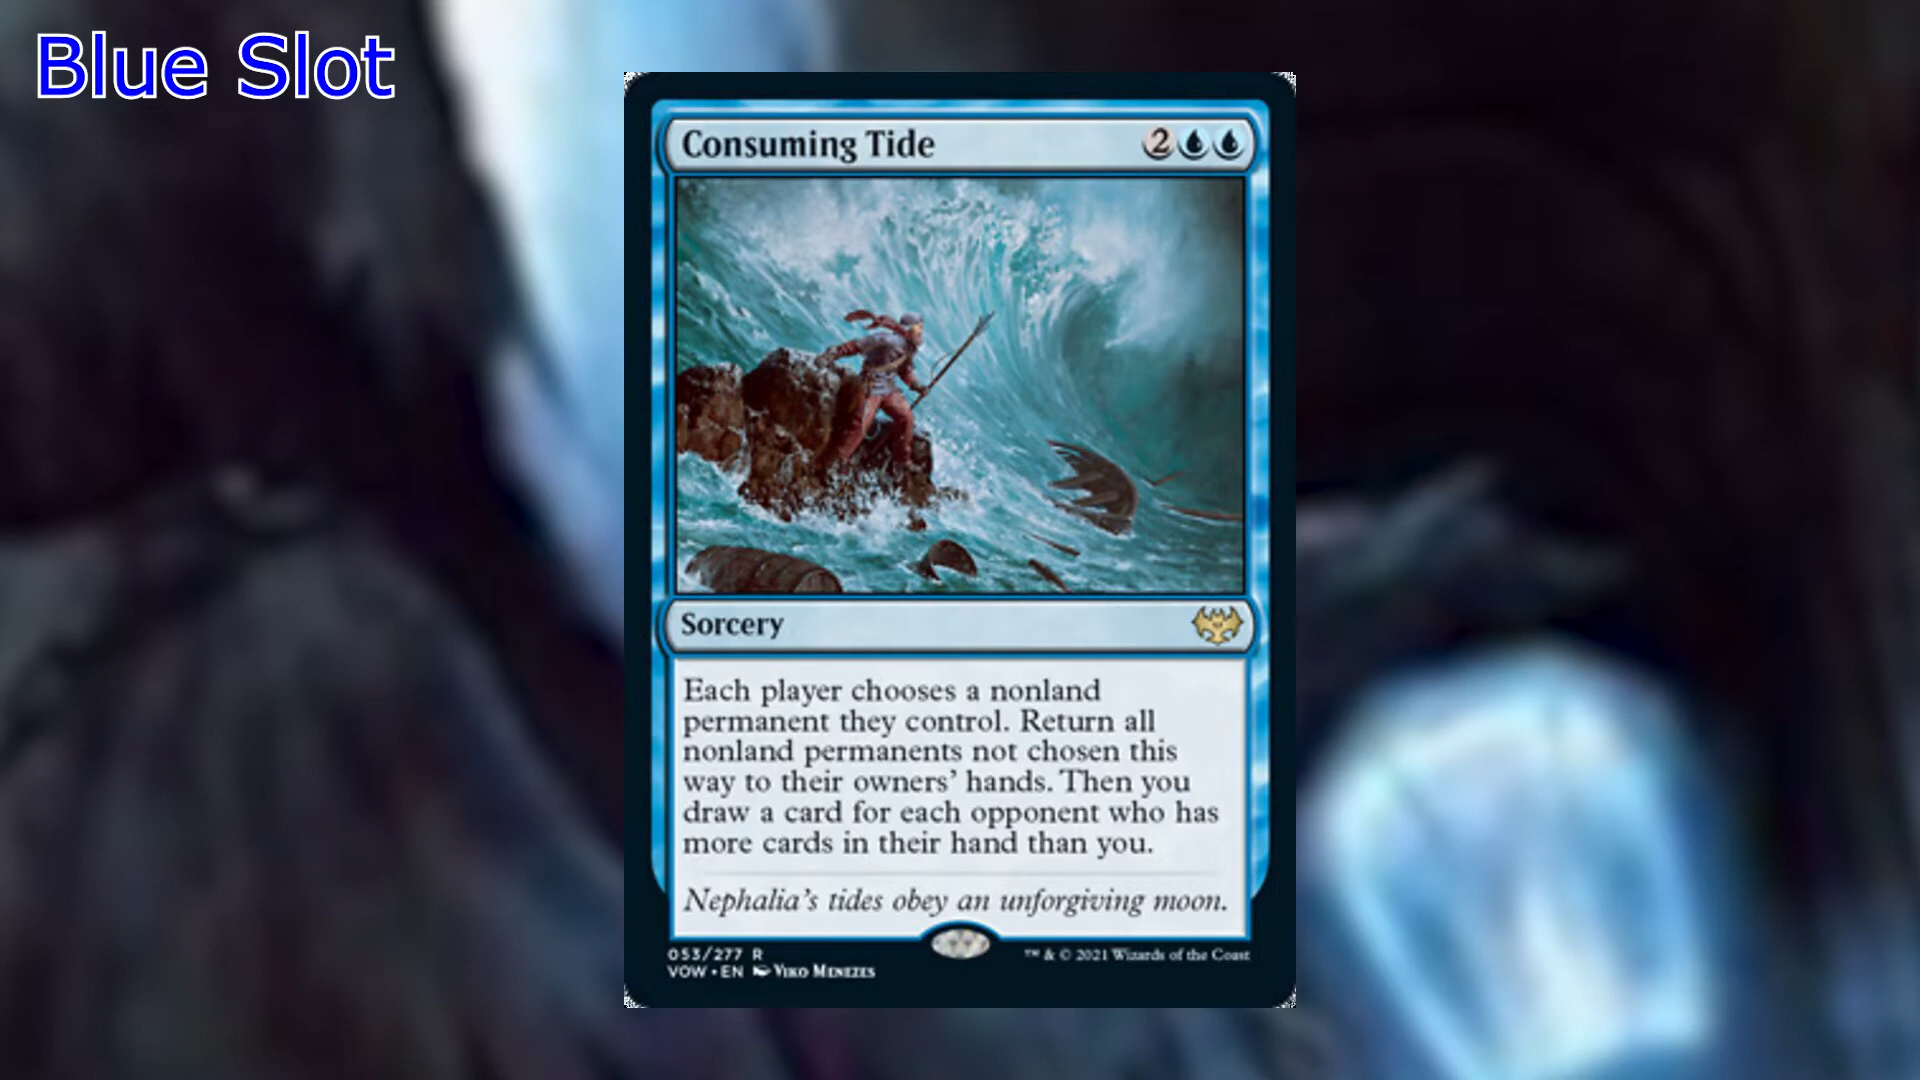 Blue Slot
Consuming Tide 2
Sorcery
Each player chooses a nonland
permanent they control. Return all
nonland permanents not chosen this
way to their owners' hands. Then you
draw a card for each opponent who has
more cards in their hand than you.
Nephalia's tides obey an unforgiving moon.
053/277 R
VOW • EN Viko Menezes
™ & © 2021 Wizards of the Coast